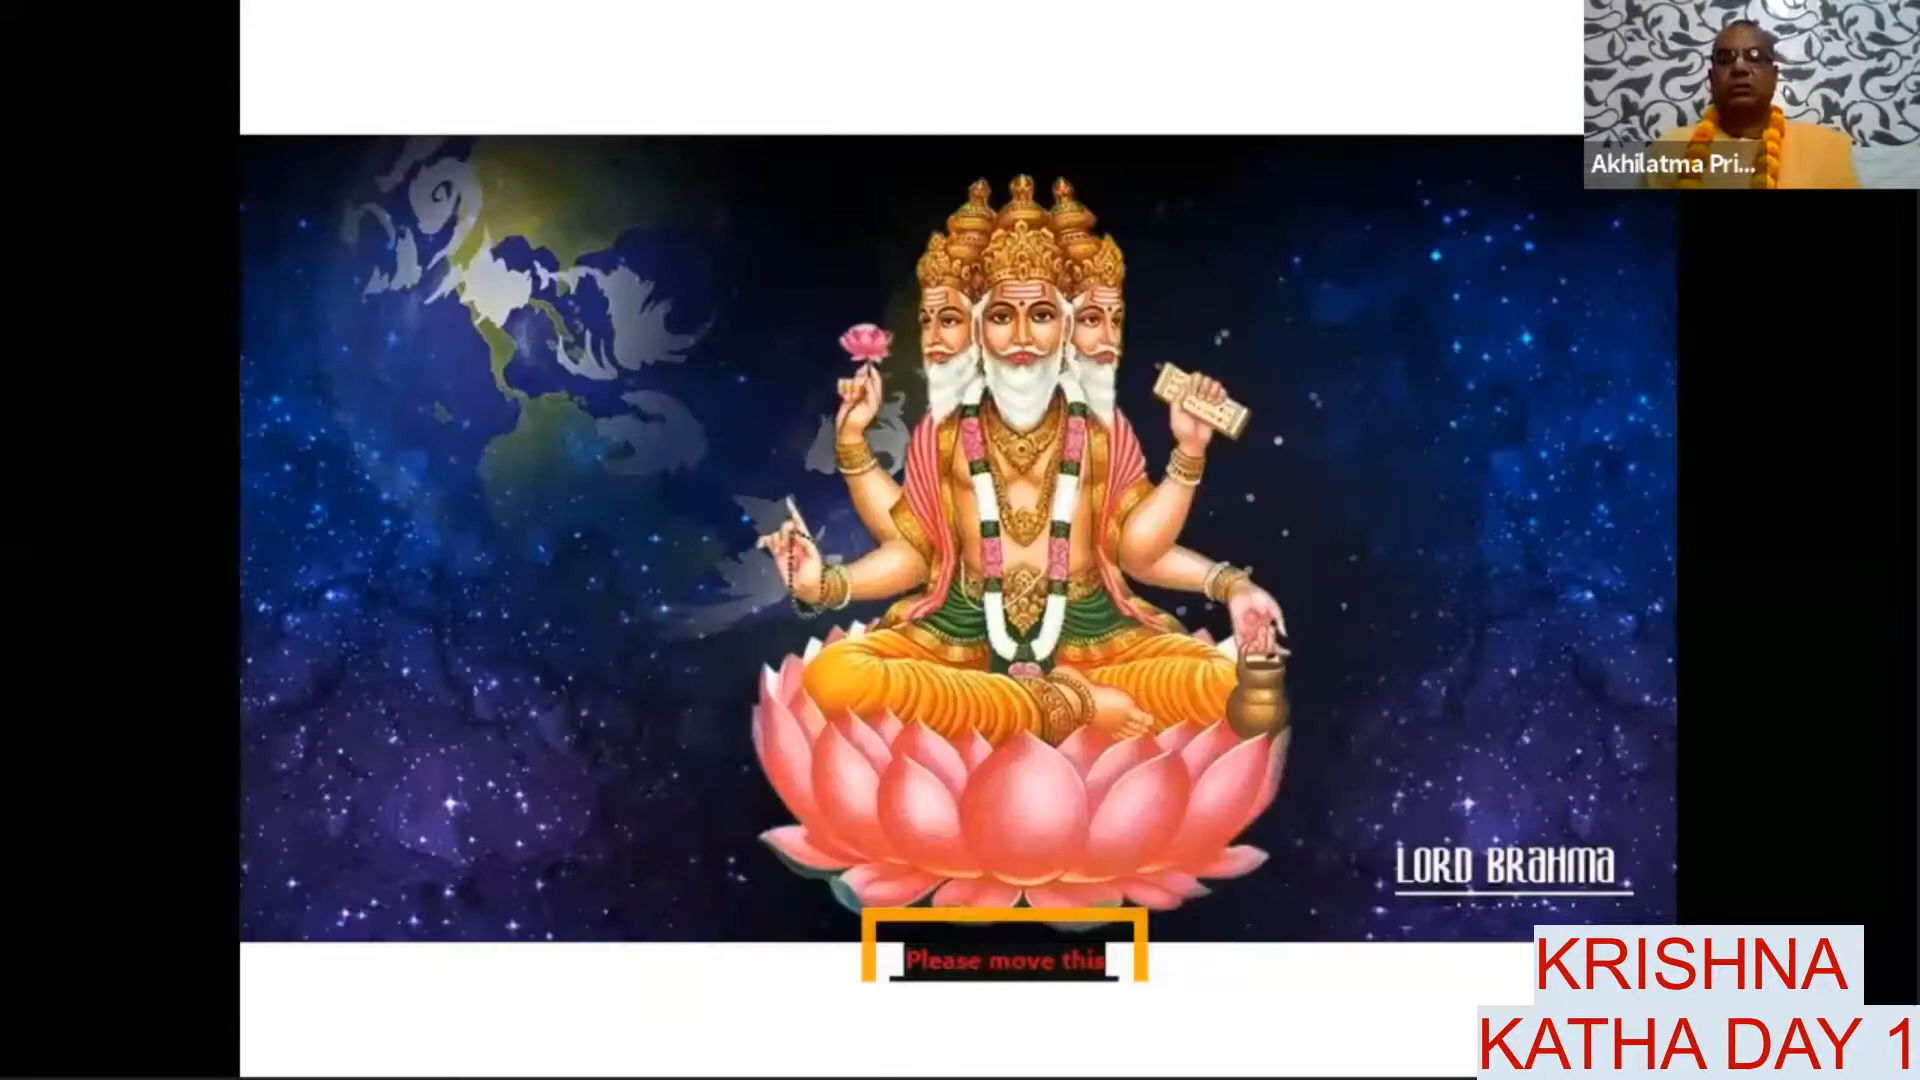 Akhilatma Pri...
LORD BRAHMA
Please move this
KRISHNA
KATHA DAY 1